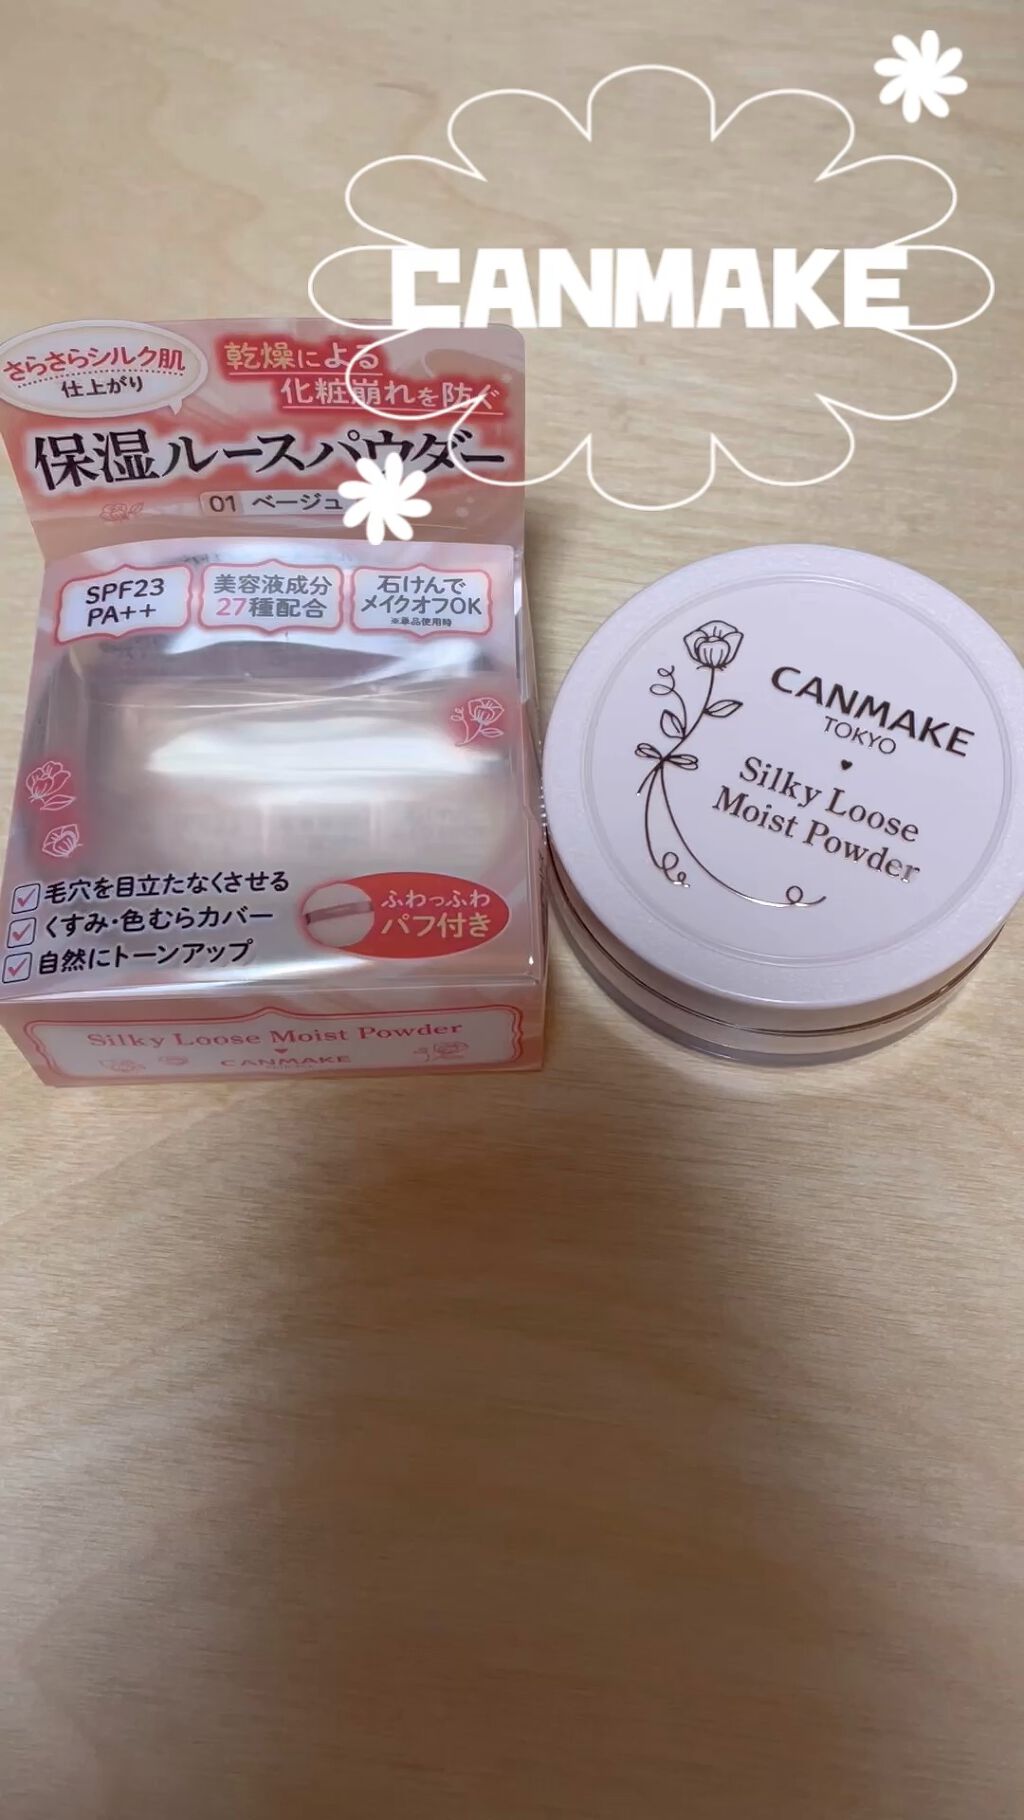 CANMAKE
さらさらシルク肌
仕上がり
乾燥による
化粧崩れを防ぐ
保湿ルースパウダー
01 ベージュ
SPF23
PA++
美容液成分
27種配合
石けんで
メイクオフOK
※単品使用時
毛穴を目立たなくさせる
くすみ・色むらカバー
自然にトーンアップ
ふわっふわ
パフ付き
Silky Loose Moist Powder
CANMAKE
CANMAKE
TOKYO
Silky Loose
Moist Powder